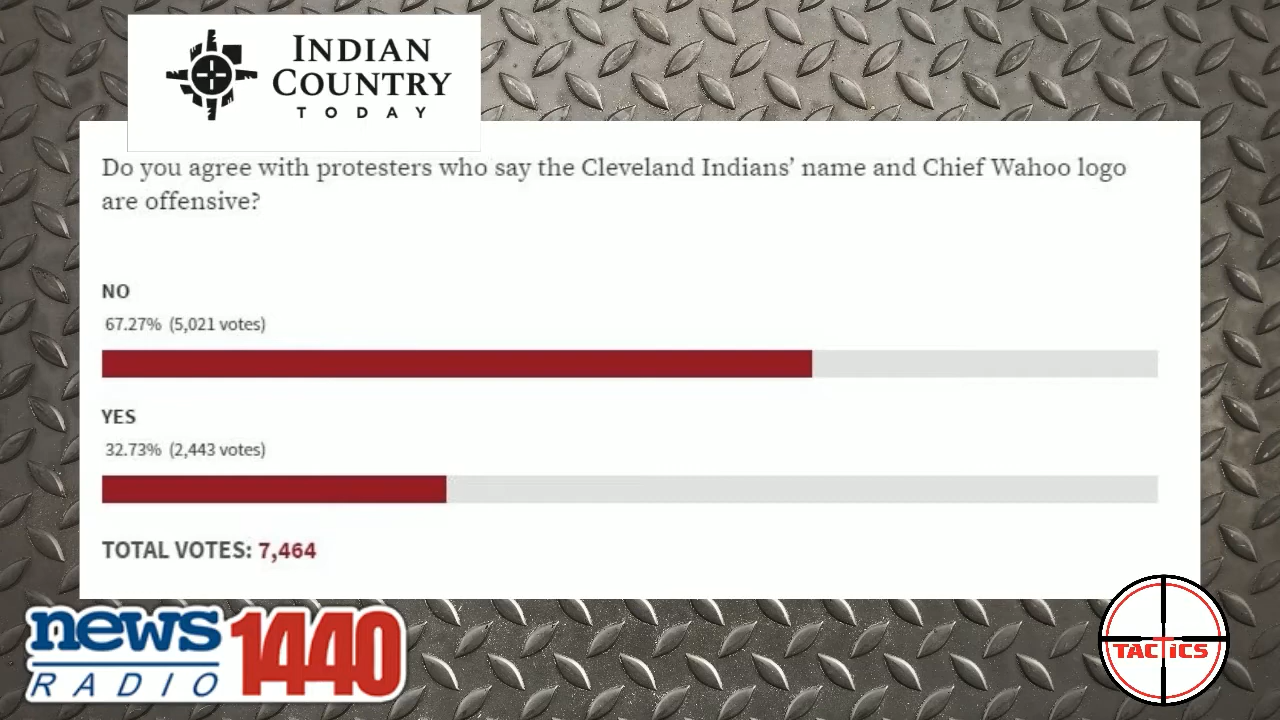 INDIAN
COUNTRY
TODAY
Do you agree with protesters who say the Cleveland Indians’ name and Chief Wahoo logo
are offensive?
NO
67.27% (5,021 votes)
YES
32.73% (2,443 votes)
TOTAL VOTES: 7,464
news 1440
RADIO
TACTICS